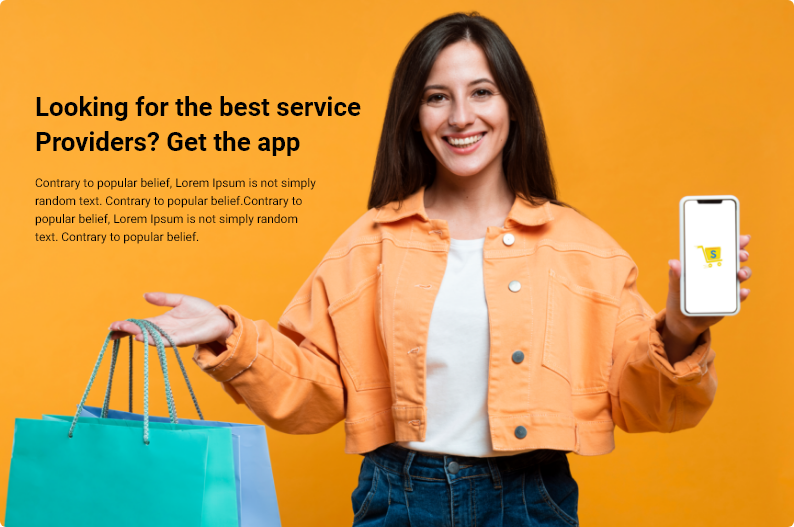 Looking for the best service
Providers? Get the app
Contrary to popular belief, Lorem Ipsum is not simply
random text. Contrary to popular belief.Contrary to
popular belief, Lorem Ipsum is not simply random
text. Contrary to popular belief.
S